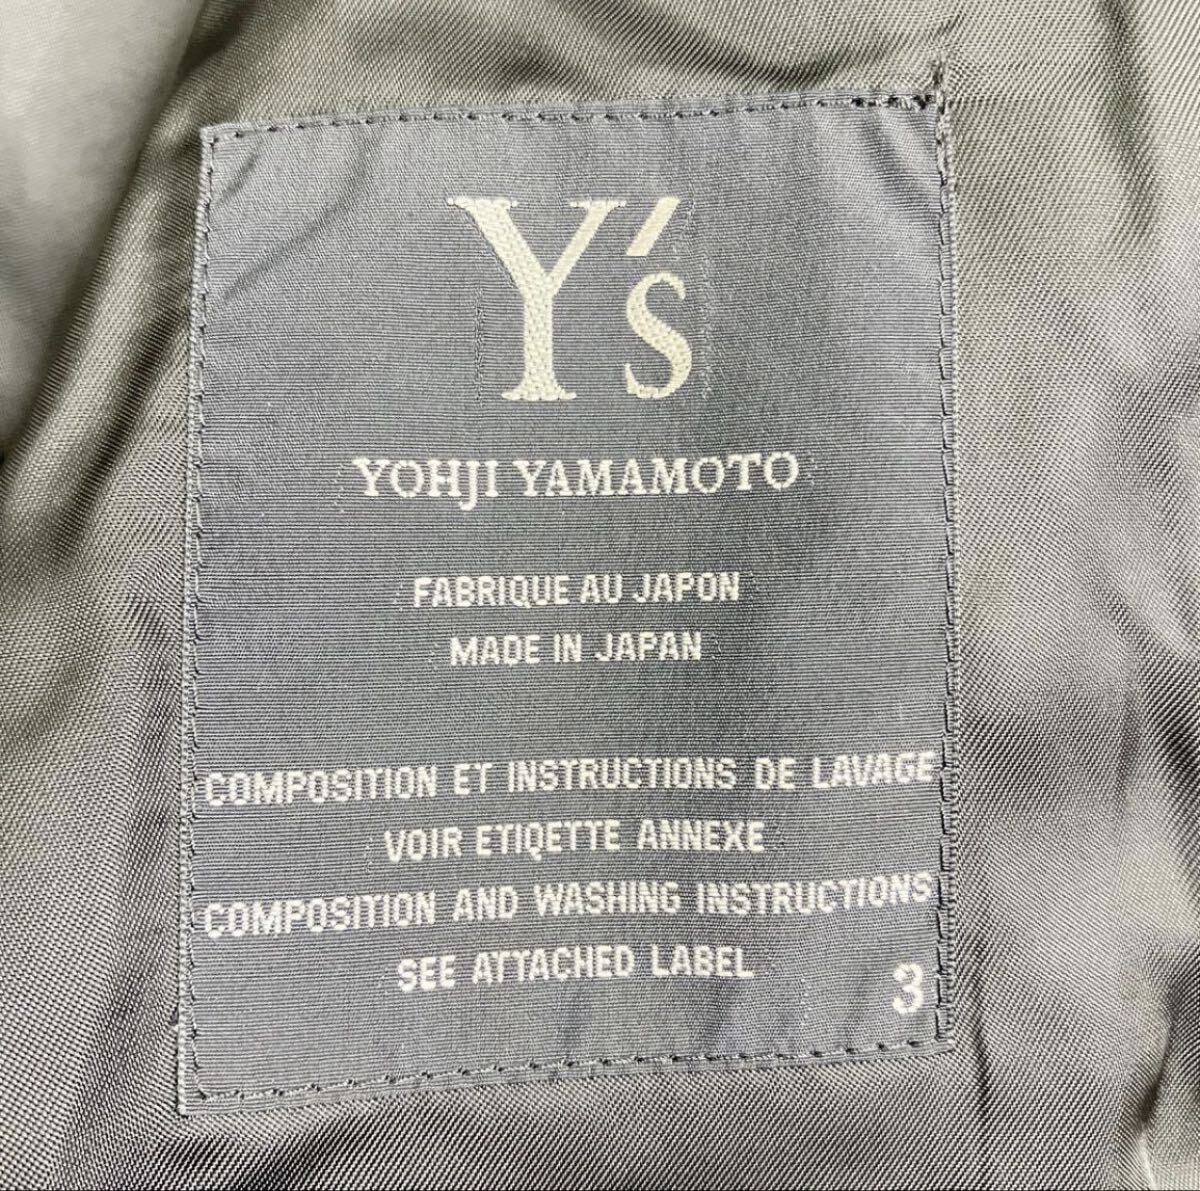 Y's
YOHJI YAMAMOTO
FABRIQUE AU JAPON
MADE IN JAPAN
COMPOSITION ET INSTRUCTIONS DE LAVAGE
VOIR ETIQETTE ANNEXE
COMPOSITION AND WASHING INSTRUCTIONS
SEE ATTACHED LABEL
3